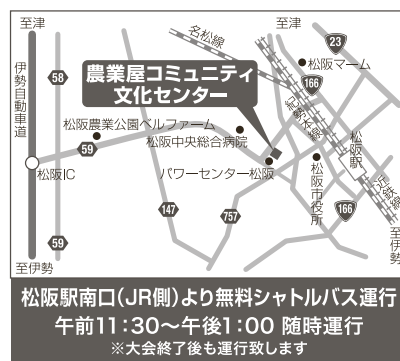 至津
至津
名松線
23
伊勢自動車道
58
松阪マーム
166
農業屋コミュニティ
文化センター
紀勢本線
松阪農業公園ベルファーム
松阪中央総合病院
松阪駅
59
松阪IC
パワーセンター松阪
松阪市役所
近鉄線
147
757
166
59
至伊勢
至伊勢
松阪駅南口(JR側)より無料シャトルバス運行
午前11:30~午後1:00 随時運行
※大会終了後も運行致します